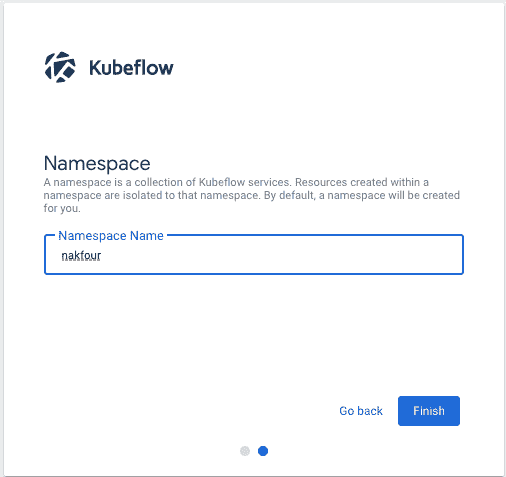 Kubeflow
Namespace
A namespace is a collection of Kubeflow services. Resources created within a
namespace are isolated to that namespace. By default, a namespace will be created
for you.
Namespace Name
nakfour
Go back Finish